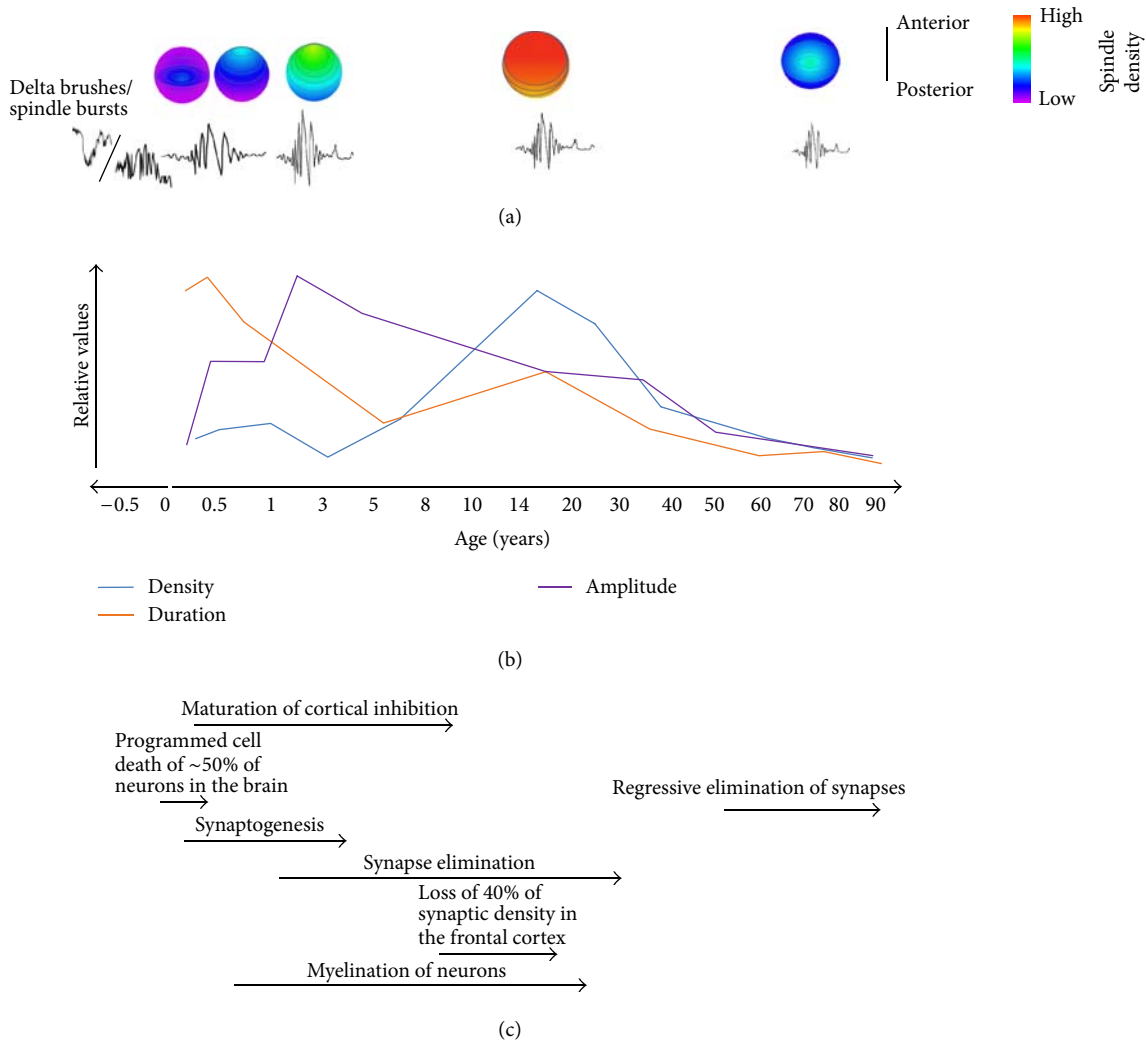 Anterior
Posterior
High
Low
Spindle
density
Delta brushes/
spindle bursts
(a)
Relative values
−0.5 0 0.5 1 3 5 8 10 14 20 30 40 50 60 70 80 90
Age (years)
Density
Duration
Amplitude
(b)
Maturation of cortical inhibition
Programmed cell
death of ~50% of
neurons in the brain
Regressive elimination of synapses
Synaptogenesis
Synapse elimination
Loss of 40% of
synaptic density in
the frontal cortex
Myelination of neurons
(c)